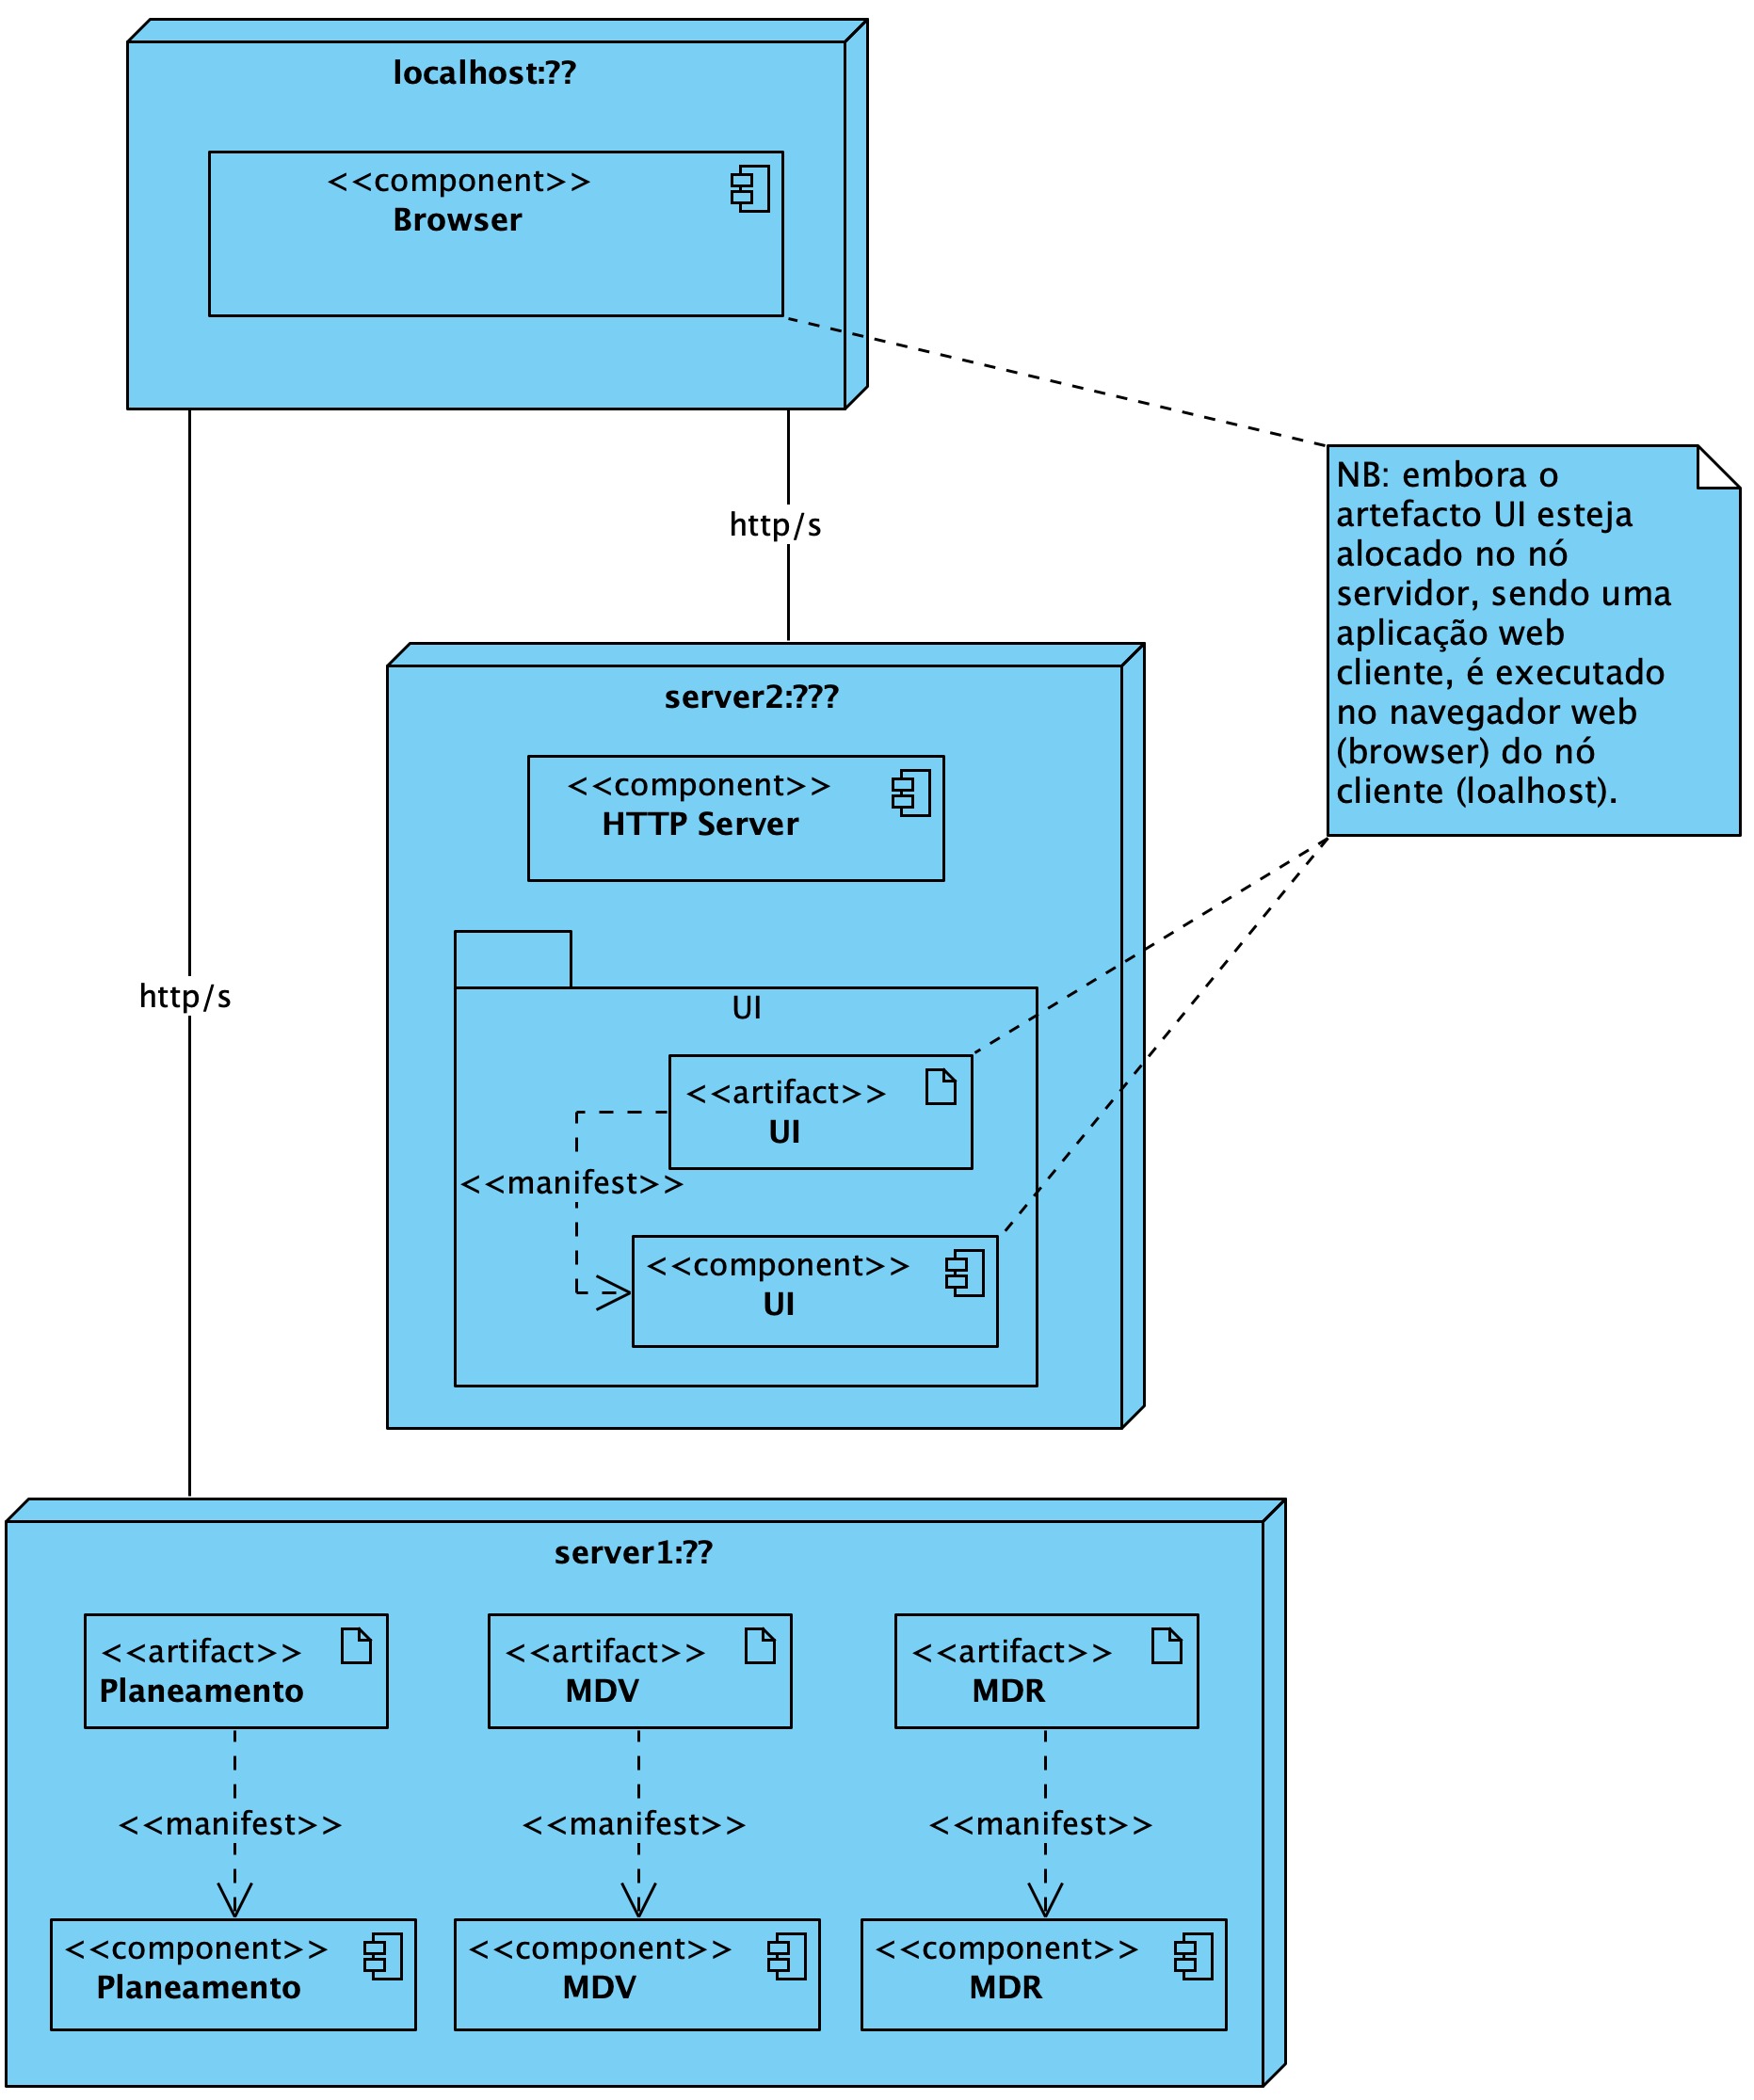 localhost:??
<<component>>
Browser
http/s
NB: embora o
artefacto UI esteja
alocado no nó
servidor, sendo uma
aplicação web
cliente, é executado
no navegador web
(browser) do nó
cliente (loalhost).
server2:???
<<component>>
HTTP Server
http/s
UI
<<artifact>>
UI
<<manifest>>
<<component>>
UI
server1:??
<<artifact>>
Planeamento
<<artifact>>
MDV
<<artifact>>
MDR
<<manifest>>
<<manifest>>
<<manifest>>
<<component>>
Planeamento
<<component>>
MDV
<<component>>
MDR